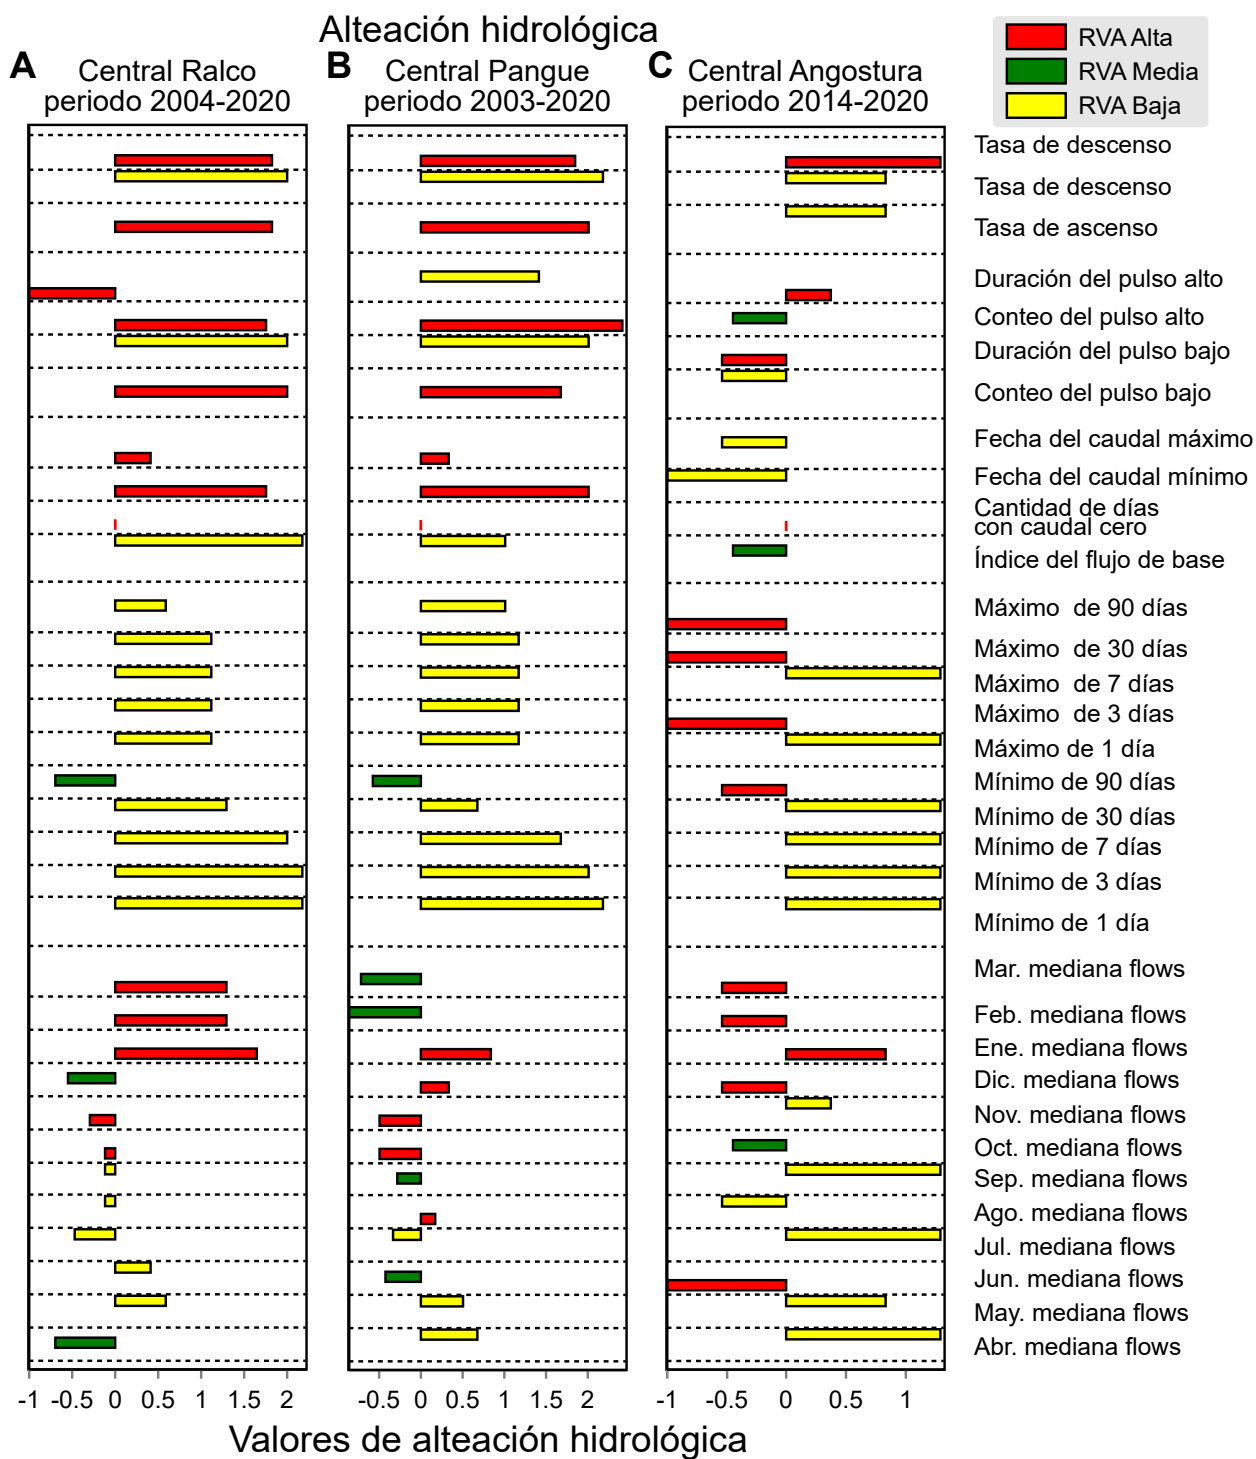 Alteación hidrológica
A
Central Ralco
periodo 2004-2020
B
Central Pangue
periodo 2003-2020
C
Central Angostura
periodo 2014-2020
RVA Alta
RVA Media
RVA Baja
Tasa de descenso
Tasa de descenso
Tasa de ascenso
Duración del pulso alto
Conteo del pulso alto
Duración del pulso bajo
Conteo del pulso bajo
Fecha del caudal máximo
Fecha del caudal mínimo
Cantidad de días
con caudal cero
Índice del flujo de base
Máximo  de 90 días
Máximo  de 30 días
Máximo  de 7 días
Máximo  de 3 días
Máximo de 1 día
Mínimo de 90 días
Mínimo de 30 días
Mínimo de 7 días
Mínimo de 3 días
Mínimo de 1 día
Mar. mediana flows
Feb. mediana flows
Ene. mediana flows
Dic. mediana flows
Nov. mediana flows
Oct. mediana flows
Sep. mediana flows
Ago. mediana flows
Jul. mediana flows
Jun. mediana flows
May. mediana flows
Abr. mediana flows
-1 -0.5 0 0.5 1 0.5 2
-0.5 0 0.5 1 0.5 2
-1 -0.5 0 0.5 1
Valores de alteación hidrológica